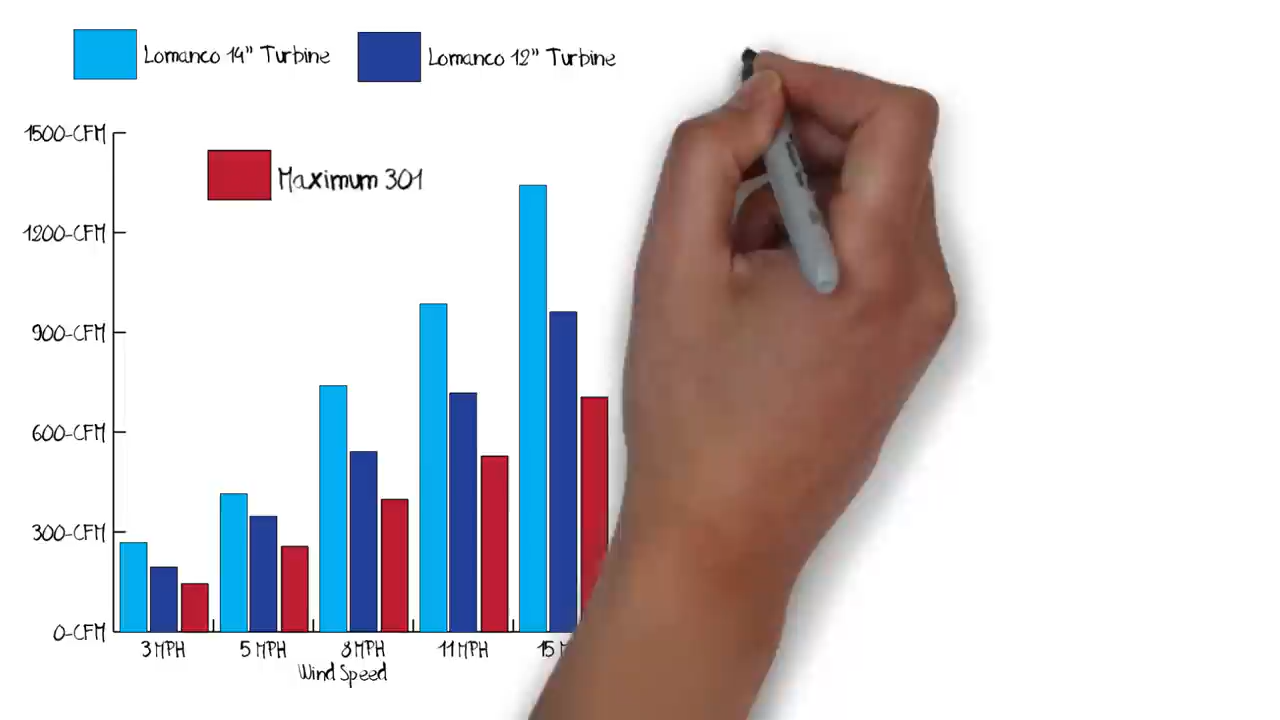 Lomanco 14" Turbine
Lomanco 12" Turbine
Maximum 301
1500-CFM
1200-CFM
900-CFM
600-CFM
300-CFM
0-CFM
3 MPH
5 MPH
8 MPH
11 MPH
15
Wind Speed